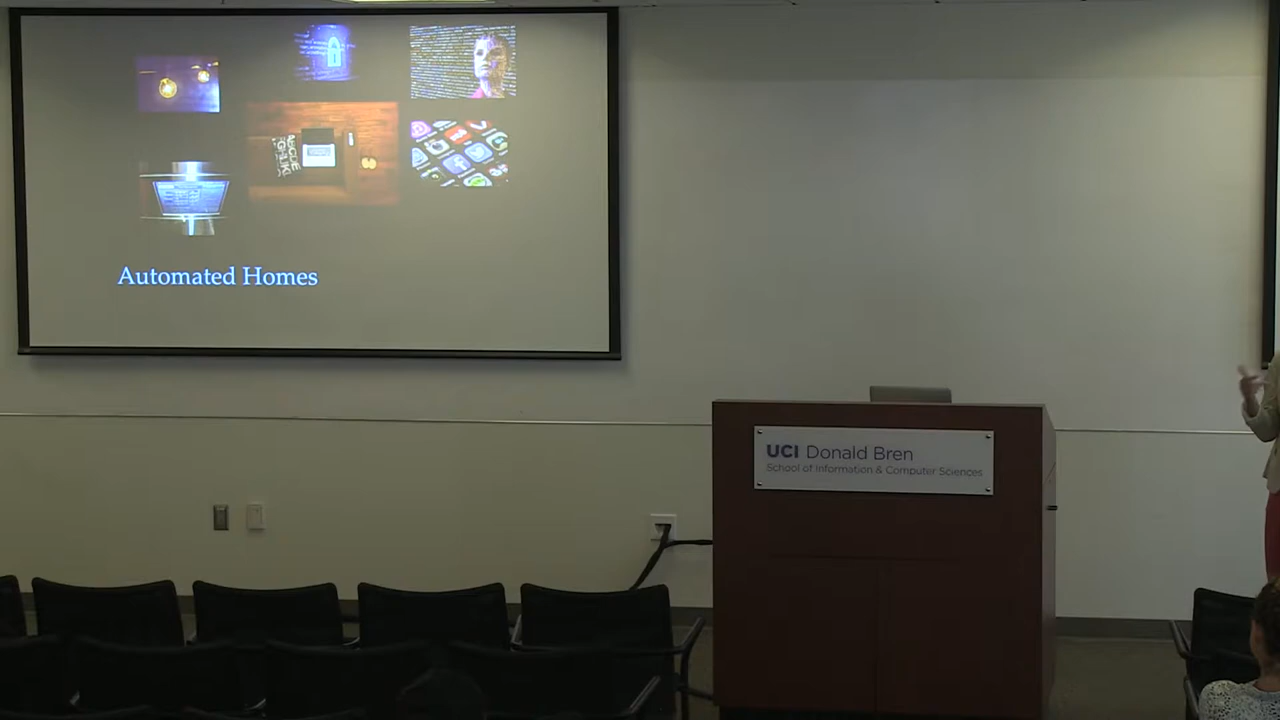 Automated Homes
UCI Donald Bren
School of Information & Computer Sciences